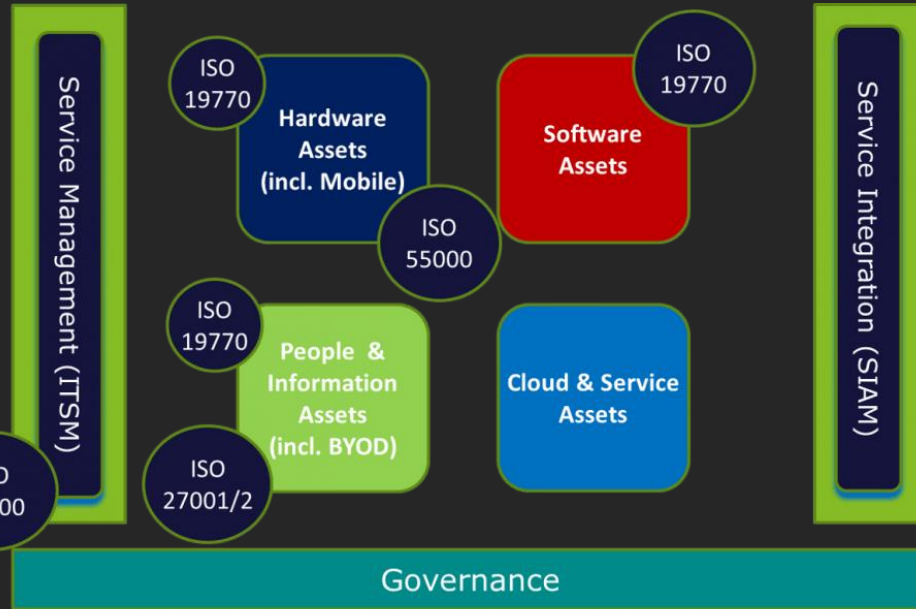 Service Management (ITSM)
ISO
19770
Hardware
Assets
(incl. Mobile)
ISO
55000
Software
Assets
ISO
19770
ISO
19770
People &
Information
Assets
(incl. BYOD)
ISO
27001/2
Cloud & Service
Assets
Service Integration (SIAM)
Governance